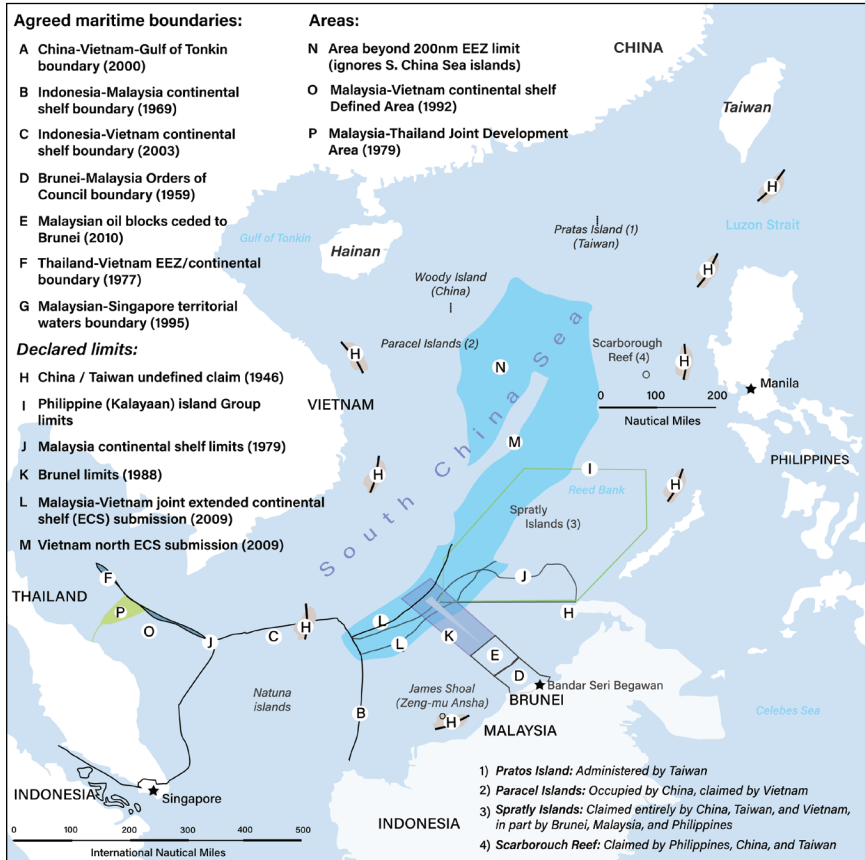 Agreed maritime boundaries:
A China-Vietnam-Gulf of Tonkin
boundary (2000)
B Indonesia-Malaysia continental
shelf boundary (1969)
C Indonesia-Vietnam continental
shelf boundary (2003)
D Brunei-Malaysia Orders of
Council boundary (1959)
E Malaysian oil blocks ceded to
Brunei (2010)
F Thailand-Vietnam EEZ/continental
boundary (1977)
G Malaysian-Singapore territorial
waters boundary (1995)
Declared limits:
H China / Taiwan undefined claim (1946)
I Philippine (Kalayaan) island Group
limits
J Malaysia continental shelf limits (1979)
K Brunel limits (1988)
L Malaysia-Vietnam joint extended continental
shelf (ECS) submission (2009)
M Vietnam north ECS submission (2009)
Areas:
N Area beyond 200nm EEZ limit
(ignores S. China Sea islands)
O Malaysia-Vietnam continental shelf
Defined Area (1992)
P Malaysia-Thailand Joint Development
Area (1979)
CHINA
Taiwan
H
Luzon Strait
Pratas Island (1)
(Taiwan)
Gulf of Tonkin
Hainan
Woody Island
(China)
H
Paracel Islands (2)
H
N
Scarborough
Reef (4)
H
Manila
0 100 200
Nautical Miles
VIETNAM
South China Sea
M
PHILIPPINES
H
I
Reed Bank
H
Spratly
Islands (3)
THAILAND
F
P
O
J
C
H
L
L
K
J
H
E
D
Bandar Seri Begawan
BRUNEI
Natuna
islands
B
James Shoal
(Zeng-mu Ansha)
H
MALAYSIA
Celebes Sea
INDONESIA
Singapore
INDONESIA
0 100 200 300 400 500
International Nautical Miles
1) Pratos Island: Administered by Taiwan
2) Paracel Islands: Occupied by China, claimed by Vietnam
3) Spratly Islands: Claimed entirely by China, Taiwan, and Vietnam,
in part by Brunei, Malaysia, and Philippines
4) Scarborouch Reef: Claimed by Philippines, China, and Taiwan